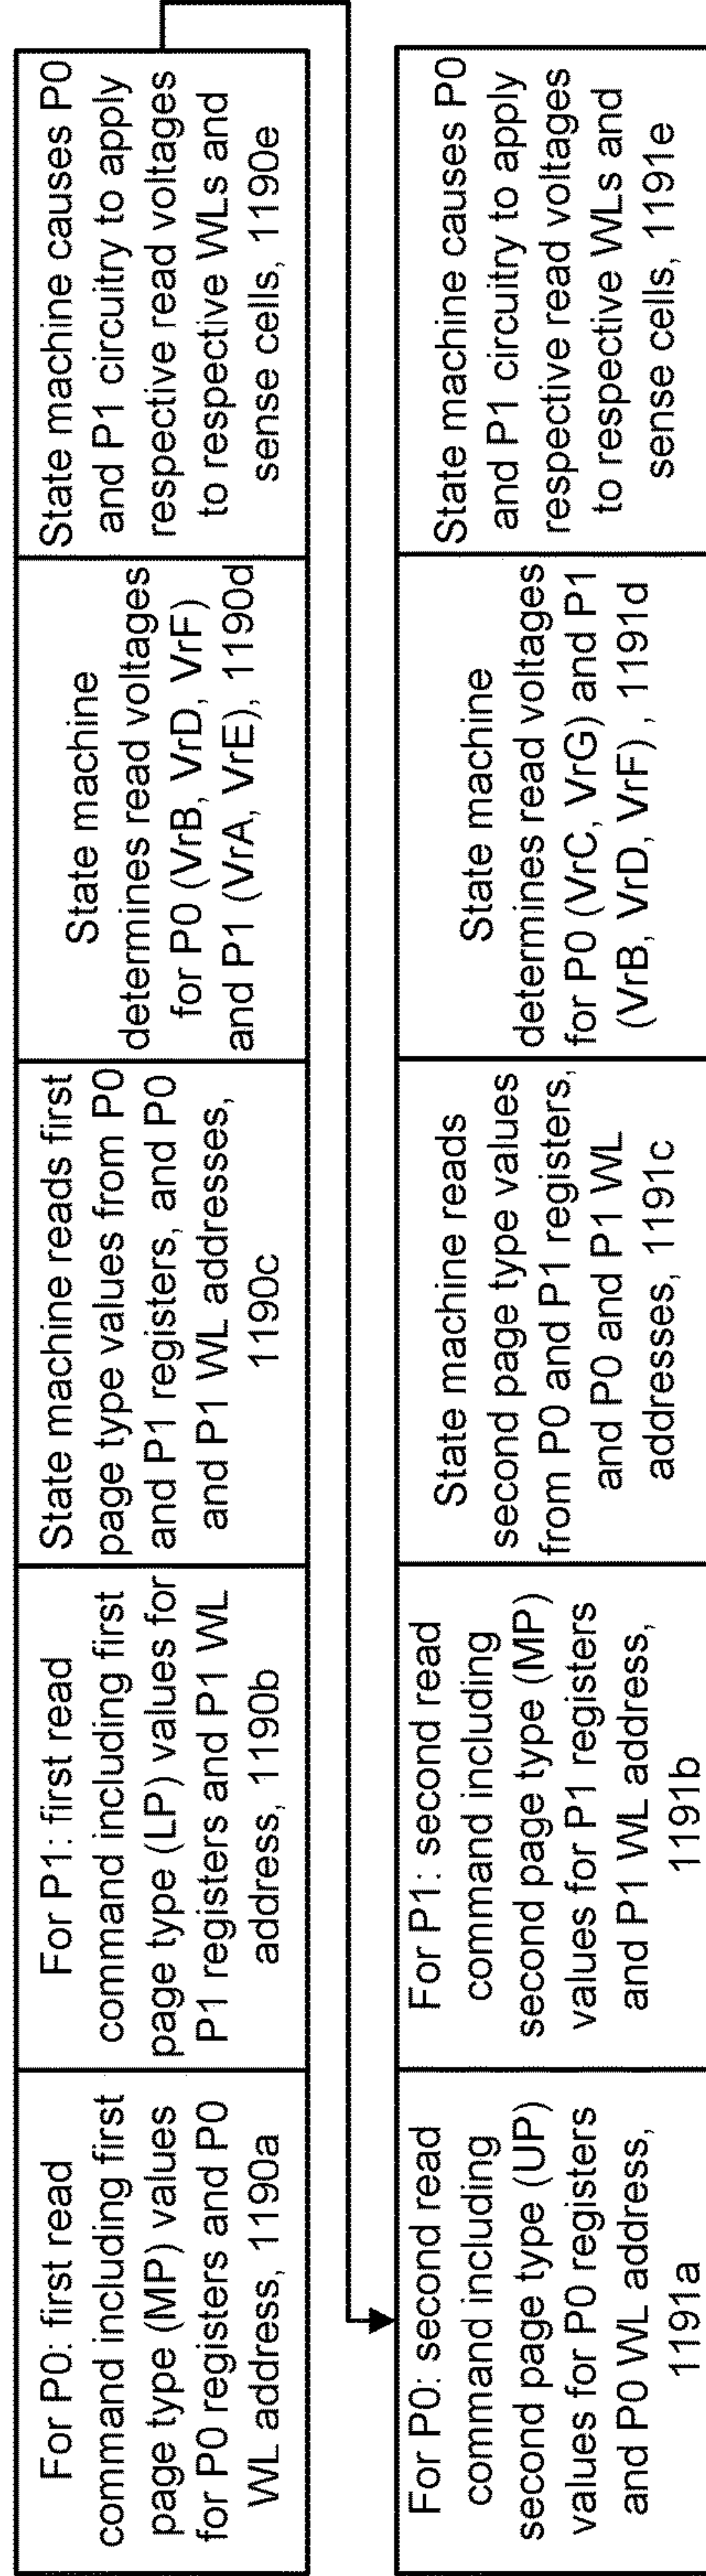 For P0: first read
command including first
page type (MP) values
for P0 registers and P0
WL address, 1190a
For P1: first read
command including first
page type (LP) values for
P1 registers and P1 WL
address, 1190b
State machine reads first
page type values from P0
and P1 registers, and P0
and P1 WL addresses,
1190c
State machine
determines read voltages
for P0 (VrB, VrD, VrF)
and P1 (VrA, VrE), 1190d
State machine causes P0
and P1 circuitry to apply
respective read voltages
to respective WLs and
sense cells, 1190e
For P0: second read
command including
second page type (UP)
values for P0 registers
and P0 WL address,
1191a
For P1: second read
command including
second page type (MP)
values for P1 registers
and P1 WL address,
1191b
State machine reads
second page type values
from P0 and P1 registers,
and P0 and P1 WL
addresses, 1191c
State machine
determines read voltages
for P0 (VrC, VrG) and P1
(VrB, VrD, VrF) , 1191d
State machine causes P0
and P1 circuitry to apply
respective read voltages
to respective WLs and
sense cells, 1191e